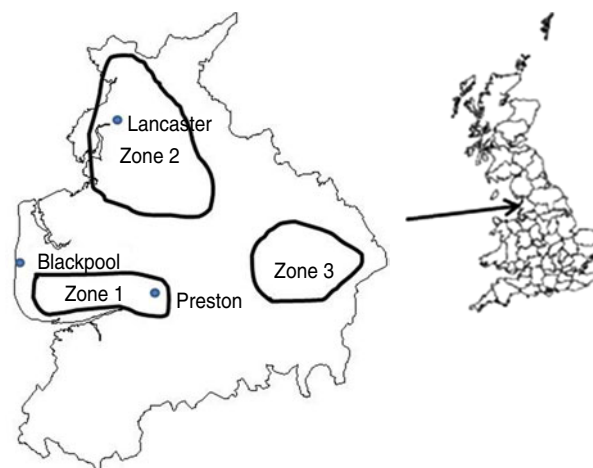 Lancaster
Zone 2
Blackpool
Zone 1
Preston
Zone 3